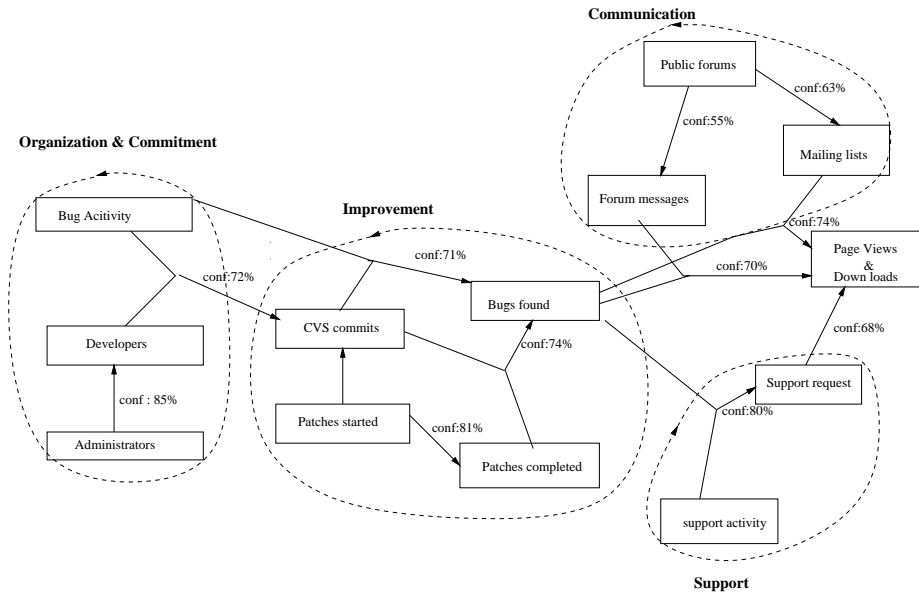 Communication
Public forums
conf:63%
conf:55%
Mailing lists
Organization & Commitment
Forum messages
Bug Acitivity
Improvement
conf:74%
conf:71%
Page Views
&
Down loads
conf:72%
conf:70%
Bugs found
CVS commits
Developers
conf:74%
conf:68%
Support request
conf : 85%
conf:80%
Patches started
conf:81%
Administrators
Patches completed
support activity
Support